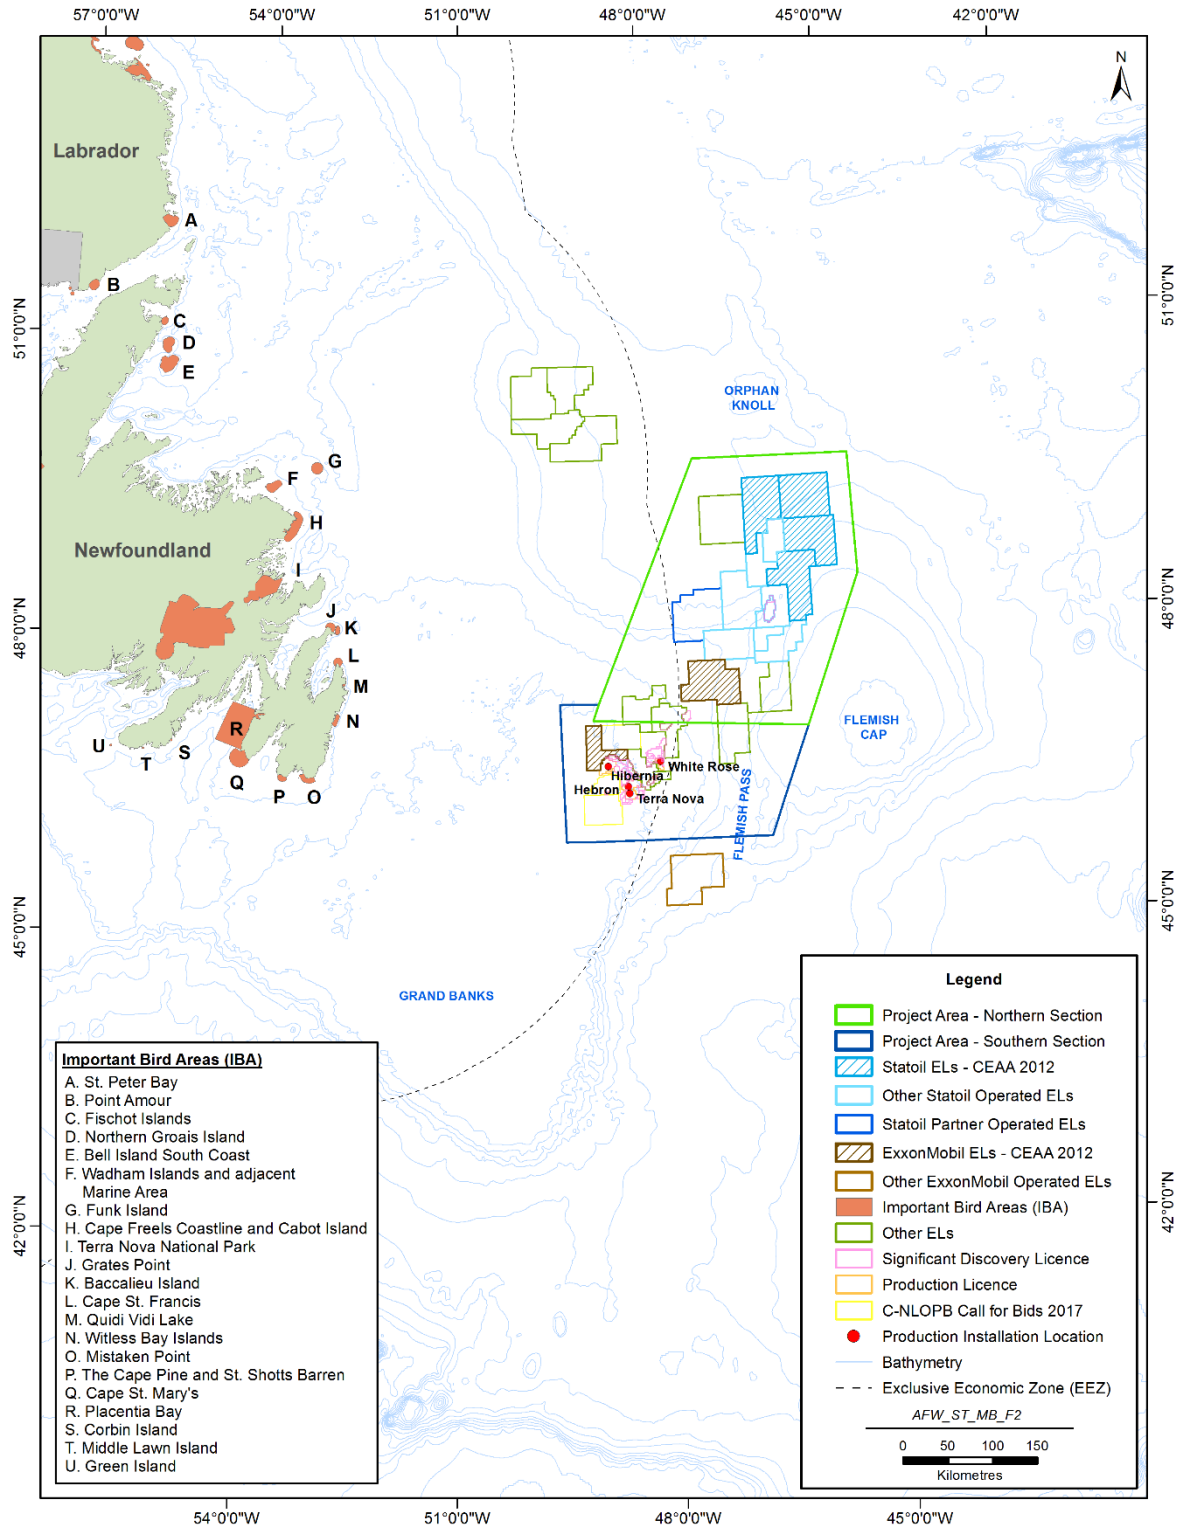 57°0'0"W 54°0'0"W 51°0'0"W 48°0'0"W 45°0'0"W 42°0'0"W
N
Labrador
A
B
C
D
E
51°0'0"N
51°0'0"N
ORPHAN
KNOLL
G
F
H
Newfoundland
I
J
K
48°0'0"N
48°0'0"N
L
M
N
R
U
T
S
Q
P
O
FLEMISH
CAP
White Rose
Hibernia
Hebron
Terra Nova
FLEMISH PASS
45°0'0"N
45°0'0"N
GRAND BANKS
42°0'0"N
42°0'0"N
Important Bird Areas (IBA)
A. St. Peter Bay
B. Point Amour
C. Fischot Islands
D. Northern Groais Island
E. Bell Island South Coast
F. Wadham Islands and adjacent
Marine Area
G. Funk Island
H. Cape Freels Coastline and Cabot Island
I. Terra Nova National Park
J. Grates Point
K. Baccalieu Island
L. Cape St. Francis
M. Quidi Vidi Lake
N. Witless Bay Islands
O. Mistaken Point
P. The Cape Pine and St. Shotts Barren
Q. Cape St. Mary's
R. Placentia Bay
S. Corbin Island
T. Middle Lawn Island
U. Green Island
Legend
Project Area - Northern Section
Project Area - Southern Section
Statoil ELs - CEAA 2012
Other Statoil Operated ELs
Statoil Partner Operated ELs
ExxonMobil ELs - CEAA 2012
Other ExxonMobil Operated ELs
Important Bird Areas (IBA)
Other ELs
Significant Discovery Licence
Production Licence
C-NLOPB Call for Bids 2017
Production Installation Location
Bathymetry
Exclusive Economic Zone (EEZ)
AFW_ST_MB_F2
0 50 100 150
Kilometres
54°0'0"W 51°0'0"W 48°0'0"W 45°0'0"W